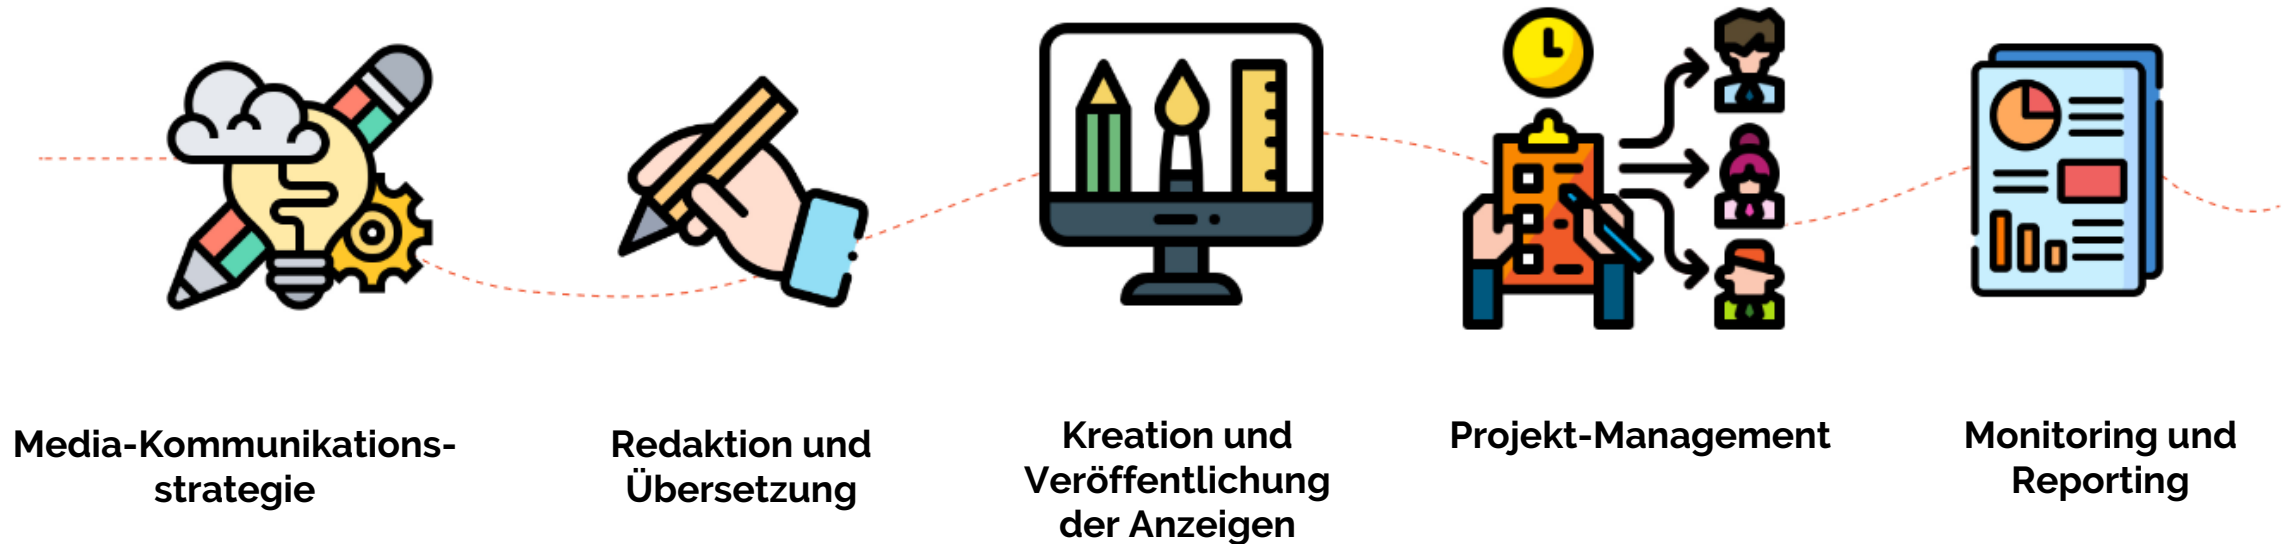 Media-Kommunikations-
strategie
Redaktion und
Übersetzung
Kreation und
Veröffentlichung
der Anzeigen
Projekt-Management
Monitoring und
Reporting